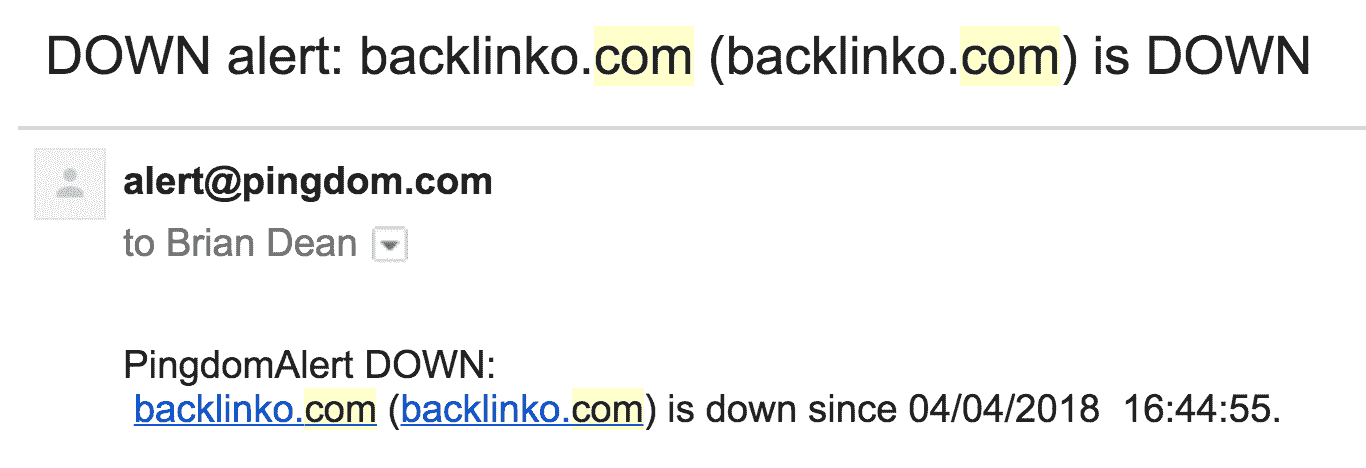 DOWN alert: backlinko.com (backlinko.com) is DOWN
alert@pingdom.com
to Brian Dean
PingdomAlert DOWN:
backlinko.com (backlinko.com) is down since 04/04/2018  16:44:55.